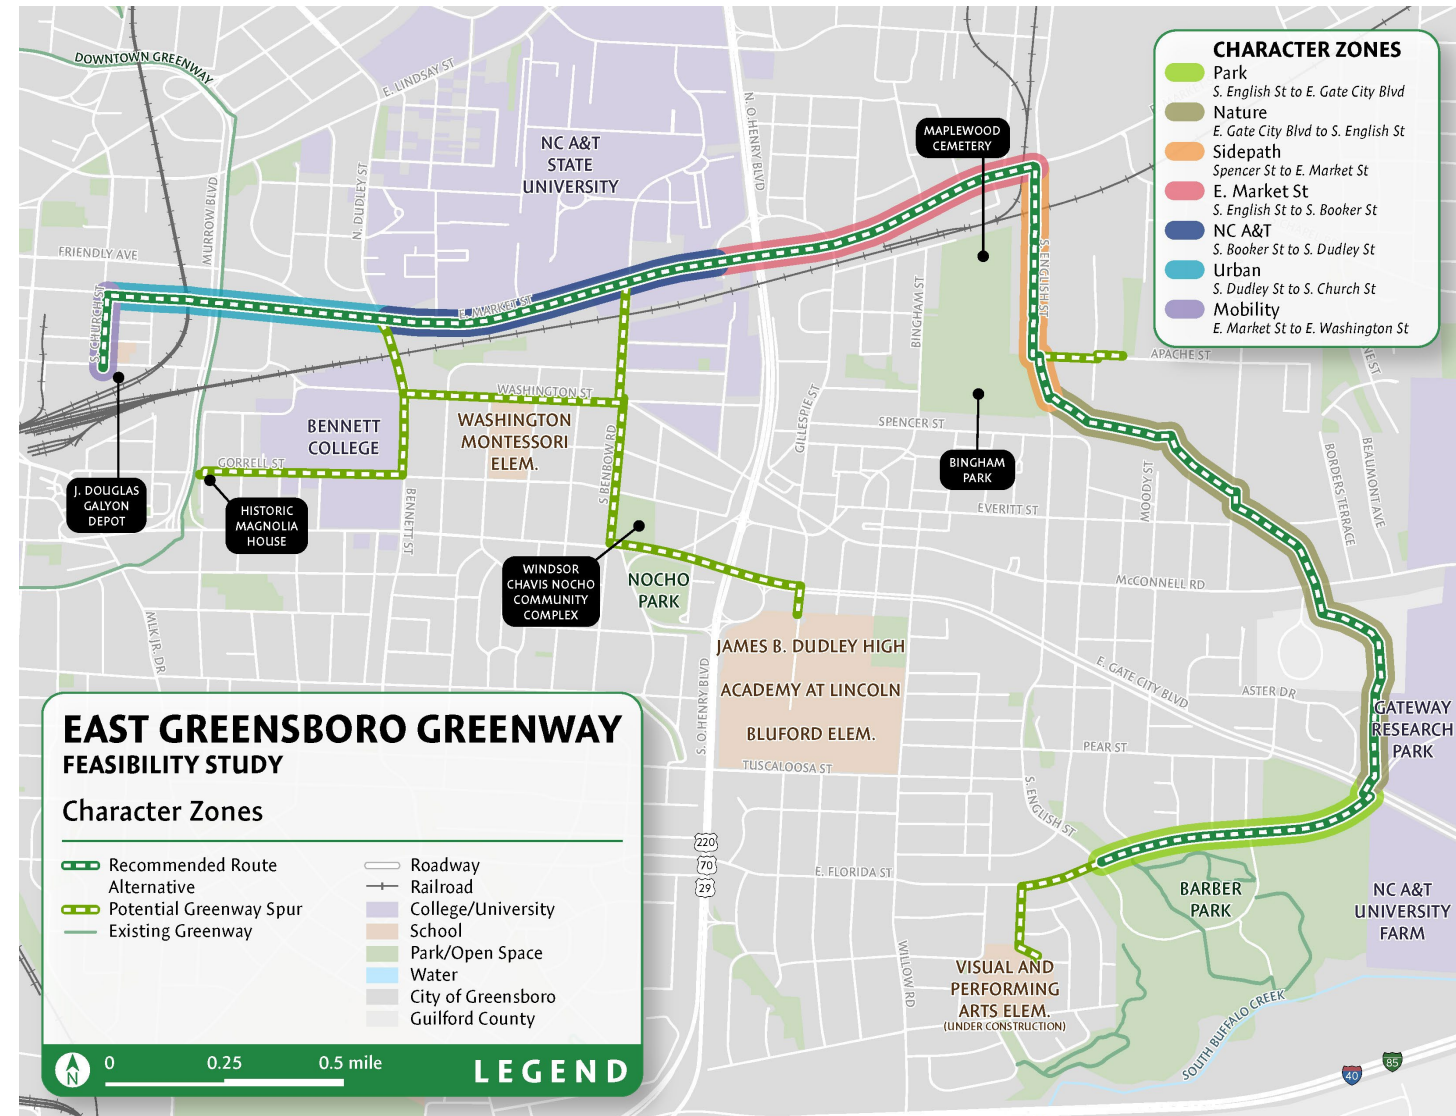 DOWNTOWN GREENWAY
E. LINDSAY ST
N. O.HENRY BLVD
MURROW BLVD
N. DUDLEY ST
FRIENDLY AVE
NC A&T
STATE
UNIVERSITY
MAPLEWOOD
CEMETERY
CHARACTER ZONES
Park
S. English St to E. Gate City Blvd
Nature
E. Gate City Blvd to S. English St
Sidepath
Spencer St to E. Market St
E. Market St
S. English St to S. Booker St
NC A&T
S. Booker St to S. Dudley St
Urban
S. Dudley St to S. Church St
Mobility
E. Market St to E. Washington St
S. CHURCH ST
E. MARKET ST
S. ENGLISH ST
BINGHAM ST
APACHE ST
WASHINGTON ST
GILLESPIE ST
SPENCER ST
BENNETT
COLLEGE
WASHINGTON
MONTESSORI
ELEM.
S BENBOW RD
GORRELL ST
BINGHAM
PARK
MOODY ST
BORDERS TERRACE
BEAUMONT AVE
J. DOUGLAS
GALYON
DEPOT
HISTORIC
MAGNOLIA
HOUSE
BENNETT ST
EVERITT ST
WINDSOR
CHAVIS NOCHO
COMMUNITY
COMPLEX
NOCHO
PARK
McCONNELL RD
MLK JR. DR
JAMES B. DUDLEY HIGH
ACADEMY AT LINCOLN
BLUFORD ELEM.
S. O.HENRY BLVD
E. GATE CITY BLVD
ASTER DR
GATEWAY
RESEARCH
PARK
PEAR ST
TUSCALOOSA ST
S. ENGLISH ST
E. FLORIDA ST
220
70
29
WILLOW RD
BARBER
PARK
NC A&T
UNIVERSITY
FARM
VISUAL AND
PERFORMING
ARTS ELEM.
(UNDER CONSTRUCTION)
SOUTH BUFFALO CREEK
40
85
EAST GREENSBORO GREENWAY
FEASIBILITY STUDY
Character Zones
Recommended Route
Alternative
Potential Greenway Spur
Existing Greenway
Roadway
Railroad
College/University
School
Park/Open Space
Water
City of Greensboro
Guilford County
N
0 0.25 0.5 mile
LEGEND